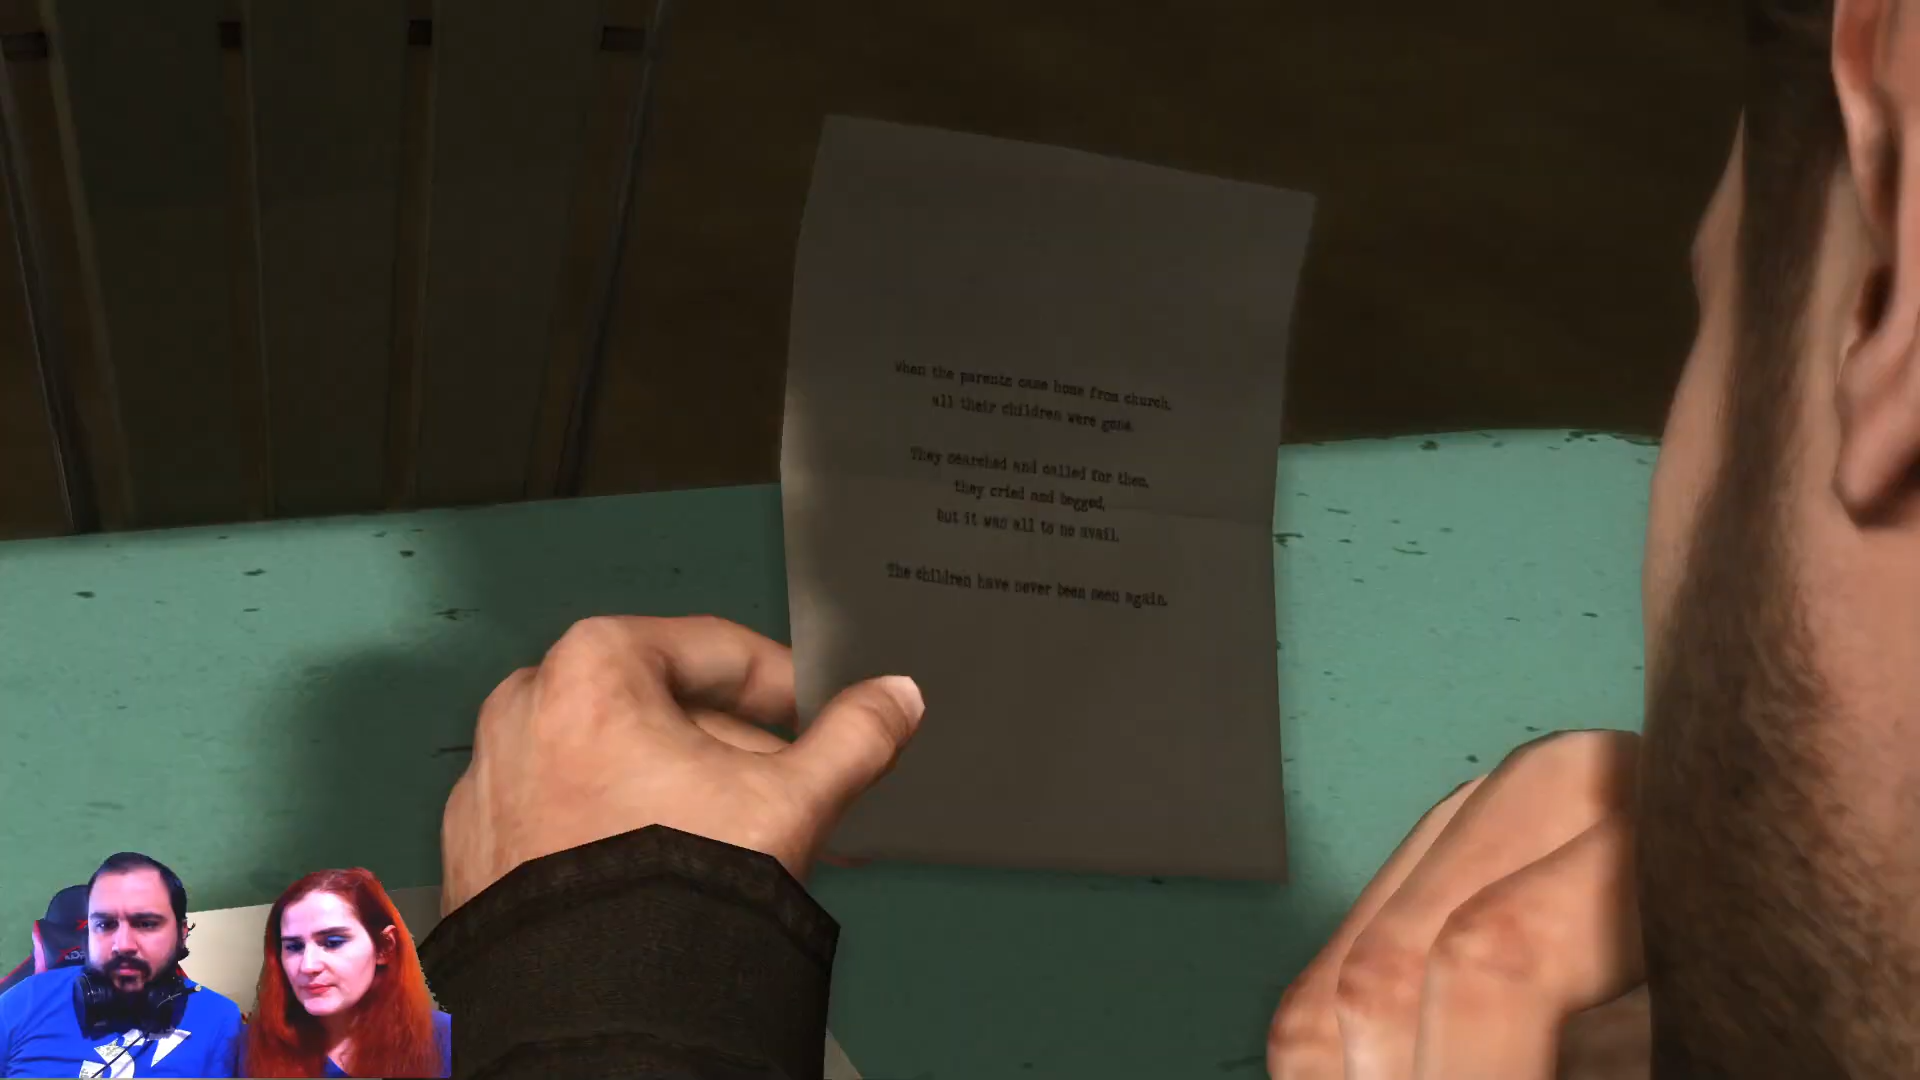 When the parents came home from church,
all their children were gone.
They searched and called for them,
they cried and begged,
but it was all to no avail.
The children have never been seen again.